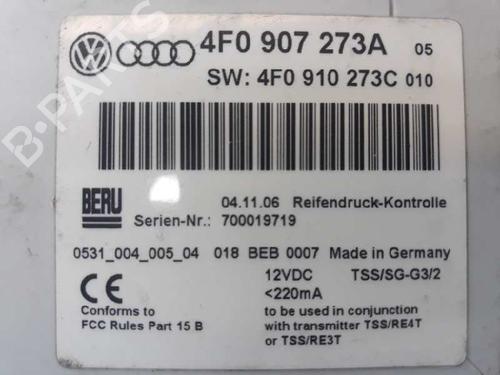 4F0 907 273A 05
SW: 4F0 910 273C 010
BERU 04.11.06 Reifendruck-Kontrolle
Serien-Nr.: 700019719
0531_004_005_04 018 BEB 0007 Made in Germany
CE 12VDC TSS/SG-G3/2
<220mA
Conforms to to be used in conjunction
FCC Rules Part 15 B with transmitter TSS/RE4T
or TSS/RE3T
B-PARTS